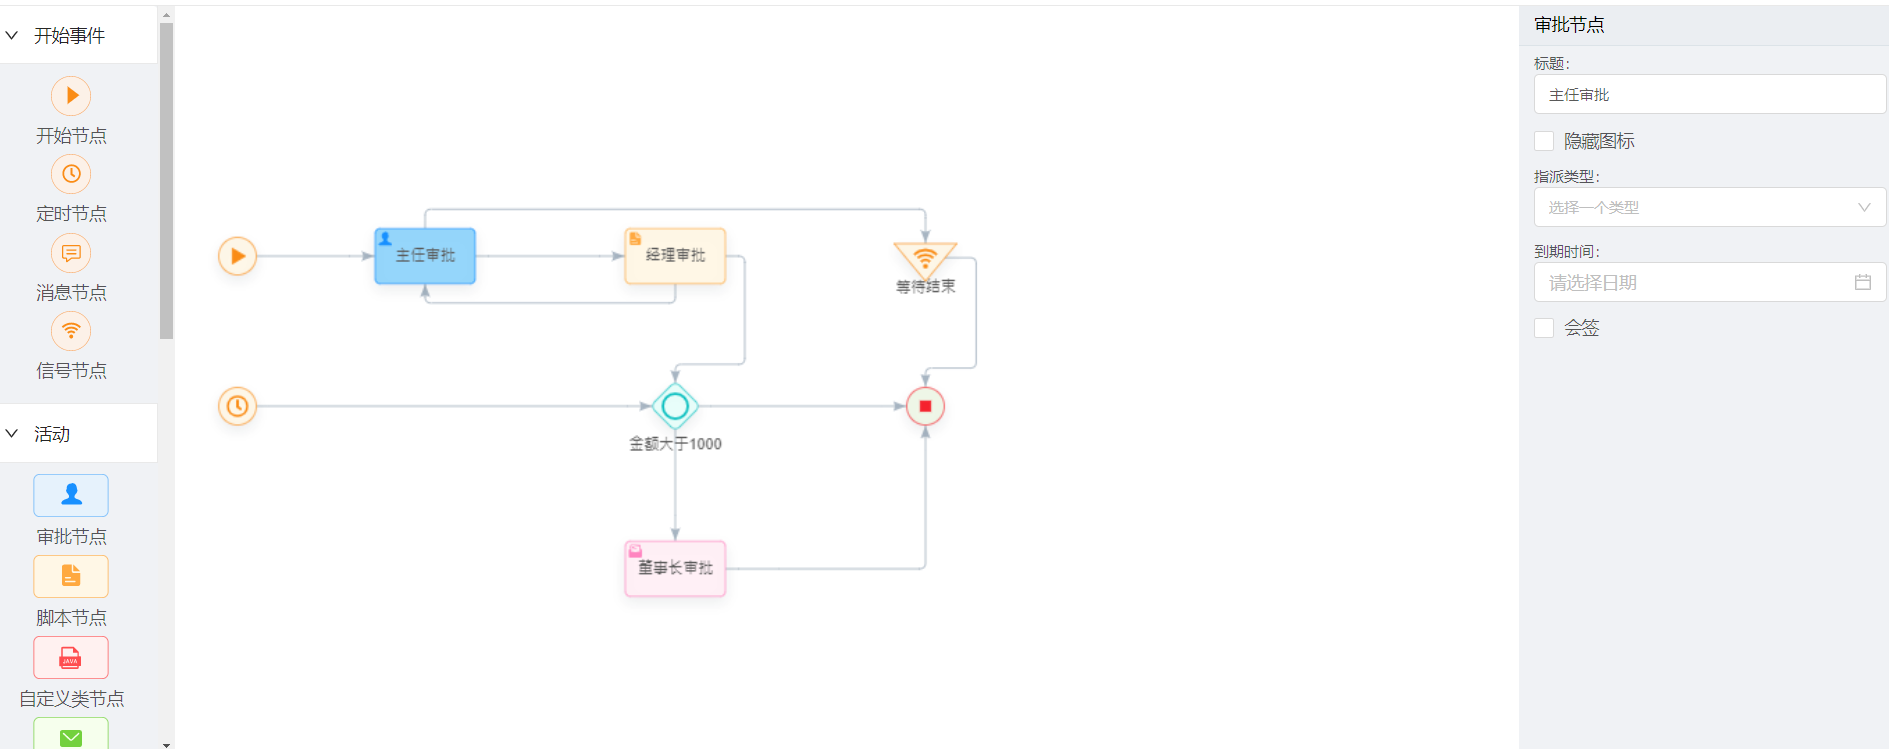 开始事件
开始节点
定时节点
消息节点
信号节点
活动
审批节点
脚本节点
JAVA
自定义类节点
主任审批
经理审批
等待结束
金额大于1000
董事长审批
审批节点
标题:
主任审批
隐藏图标
指派类型:
选择一个类型
到期时间:
请选择日期
会签